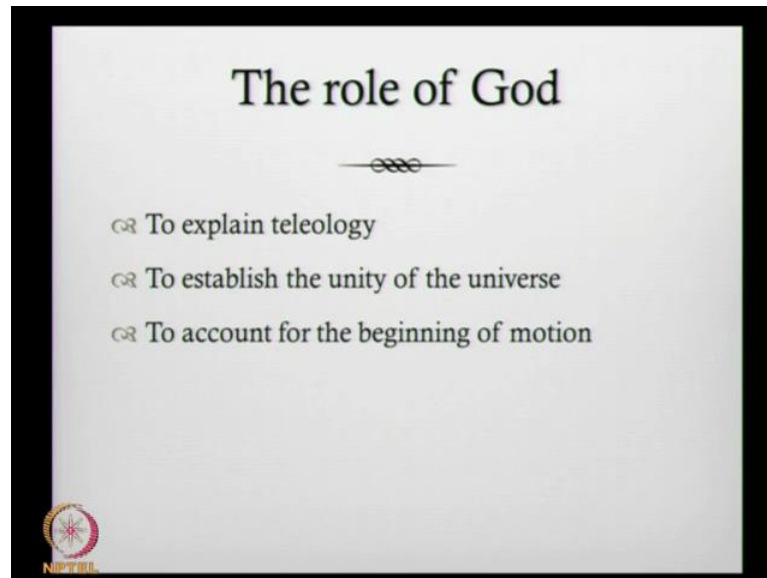 The role of God
To explain teleology
To establish the unity of the universe
To account for the beginning of motion
NPTEL